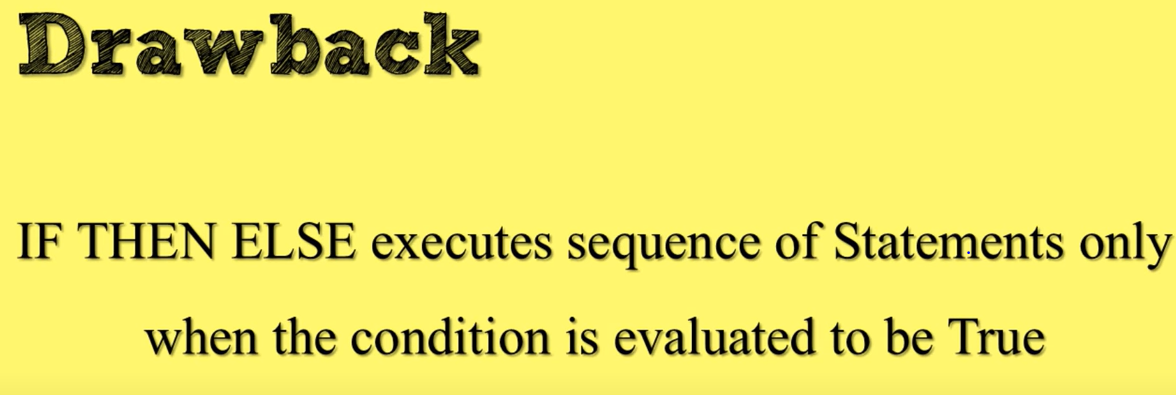 Drawback
IF THEN ELSE executes sequence of Statements only
when the condition is evaluated to be True